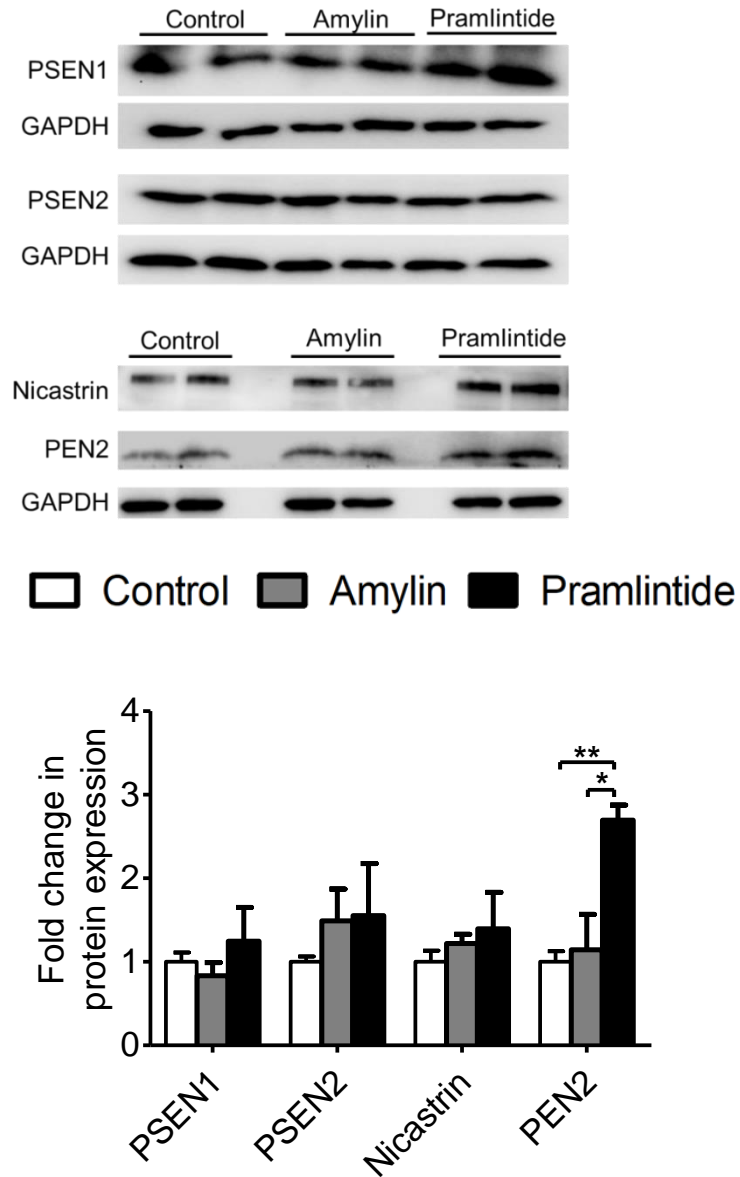 Control Amylin Pramlintide
PSEN1
GAPDH
PSEN2
GAPDH
Control Amylin Pramlintide
Nicastrin
PEN2
GAPDH
Control Amylin Pramlintide
Fold change in
protein expression
4
3
2
1
0
**
*
PSEN1 PSEN2 Nicastrin PEN2